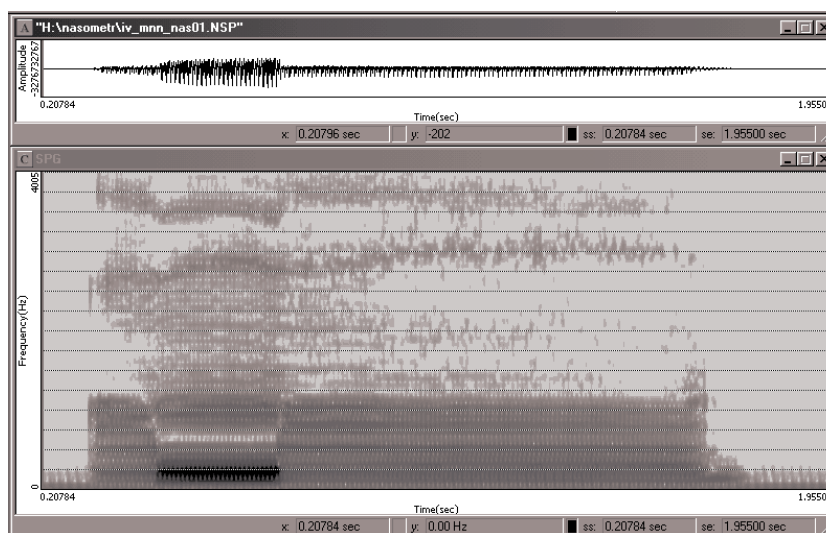 A "H:\nasometr\iv_mnn_nas01.NSP"
Amplitude
-3276732767
0.20784 1.9550
Time(sec)
x: 0.20796 sec y: -202 ss: 0.20784 sec se: 1.95500 sec
C SPG
4005
Frequency(Hz)
0
0.20784 1.9550
Time(sec)
x: 0.20784 sec y: 0.00 Hz ss: 0.20784 sec se: 1.95500 sec